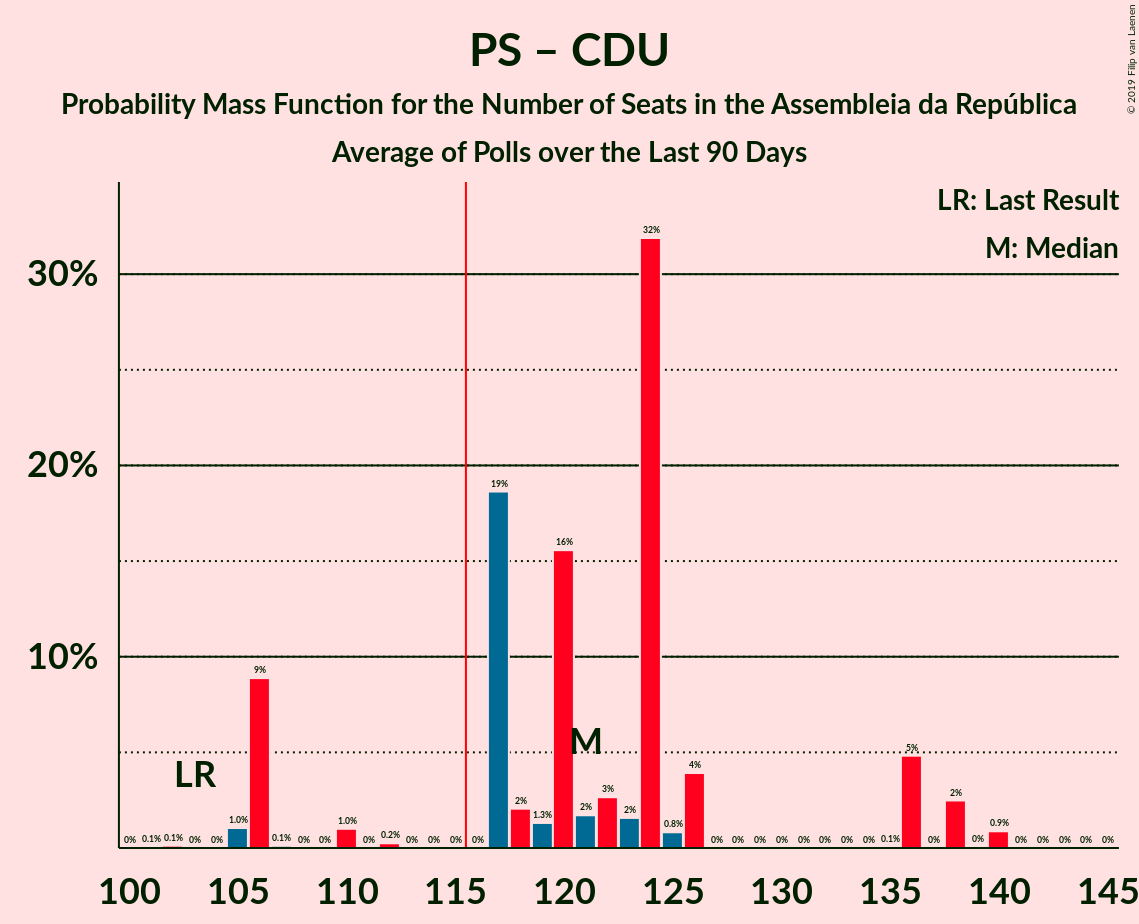 PS – CDU
Probability Mass Function for the Number of Seats in the Assembleia da República
Average of Polls over the Last 90 Days
© 2019 Filip van Laenen
LR: Last Result
M: Median
30%
20%
10%
0% 0.1% 0.1% 0% 0% 1.0% 9% 0.1% 0% 0% 1.0% 0% 0.2% 0% 0% 0% 0% 19% 2% 1.3% 16% 2% 3% 2% 32% 0.8% 4% 0% 0% 0% 0% 0% 0% 0% 0% 0.1% 5% 0% 2% 0% 0.9% 0% 0% 0% 0% 0%
LR
M
100 105 110 115 120 125 130 135 140 145